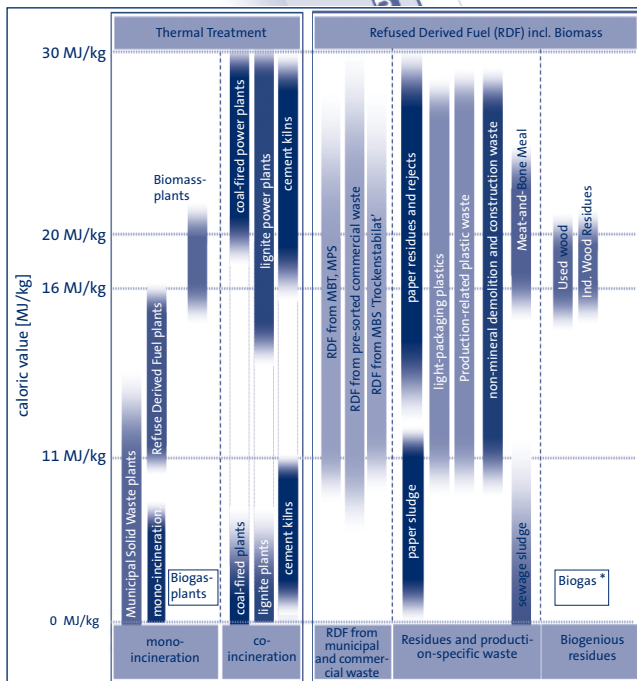 Thermal Treatment
Refused Derived Fuel (RDF) incl. Biomass
caloric value [MJ/kg]
30 MJ/kg
20 MJ/kg
16 MJ/kg
11 MJ/kg
0 MJ/kg
Municipal Solid Waste plants
Refuse Derived Fuel plants
mono-incineration
Biomass-
plants
Biogas-
plants
coal-fired power plants
lignite power plants
cement kilns
coal-fired plants
lignite plants
cement kilns
RDF from MBT, MPS
RDF from pre-sorted commercial waste
RDF from MBS 'Trockenstabilat'
paper residues and rejects
paper sludge
light-packaging plastics
Production-related plastic waste
non-mineral demolition and construction waste
Meat-and-Bone Meal
sewage sludge
Used wood
Ind. Wood Residues
Biogas *
mono-
incineration
co-
incineration
RDF from
municipal
and commer-
cial waste
Residues and producti-
on-specific waste
Biogenious
residues